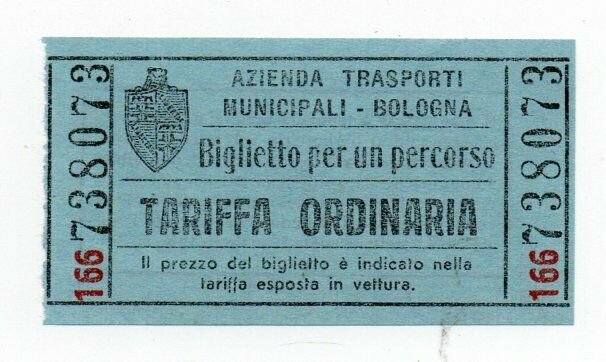 166 738073
AZIENDA TRASPORTI
MUNICIPALI - BOLOGNA
Biglietto per un percorso
TARIFFA ORDINARIA
Il prezzo del biglietto è indicato nella
tariffa esposta in vettura.
166 738073